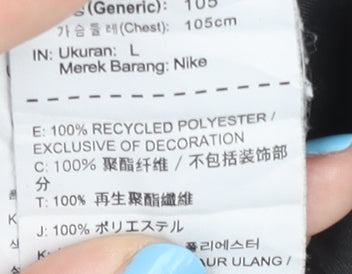 (Generic): 105
가슴둘레(Chest): 105cm
IN: Ukuran: L
Merek Barang: Nike
E: 100% RECYCLED POLYESTER /
EXCLUSIVE OF DECORATION
C: 100% 聚酯纤维 / 不包括装饰部
分
T: 100% 再生聚酯纖維
J: 100% ポリエステル
폴리에스터
AUR ULANG /